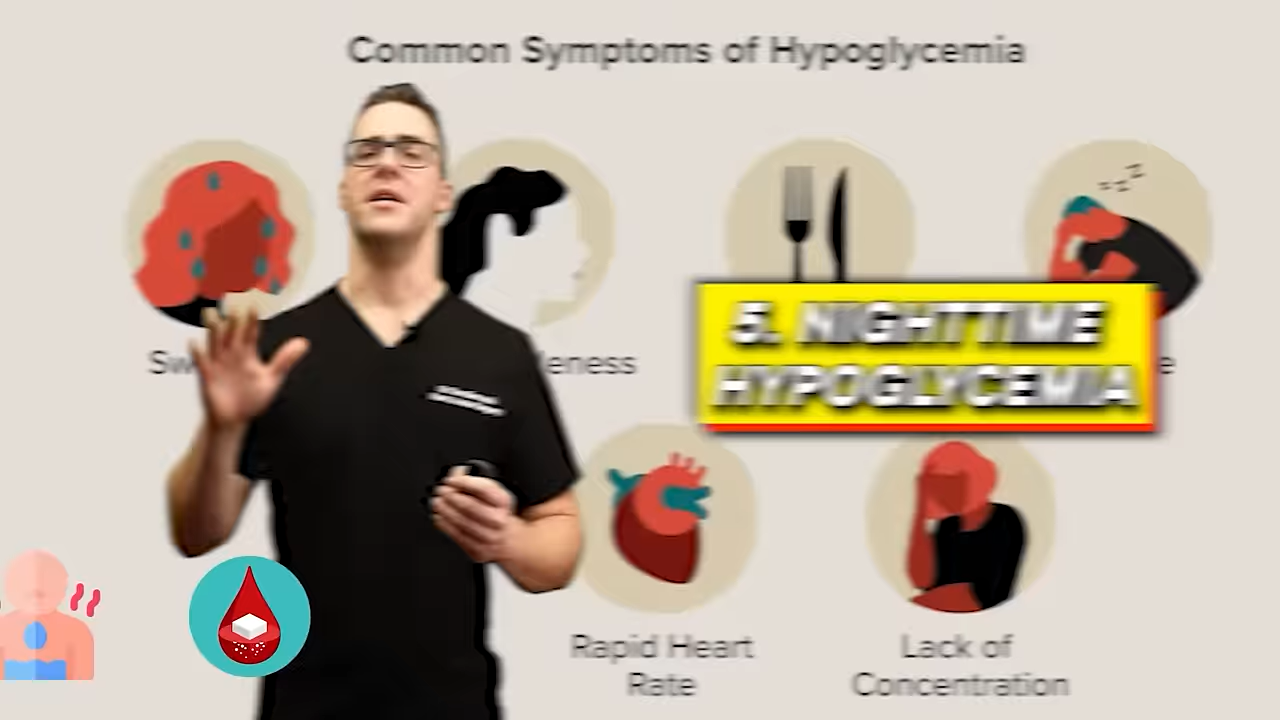 Common Symptoms of Hypoglycemia
5. NIGHTTIME
HYPOGLYCEMIA
Rapid Heart
Rate
Lack of
Concentration